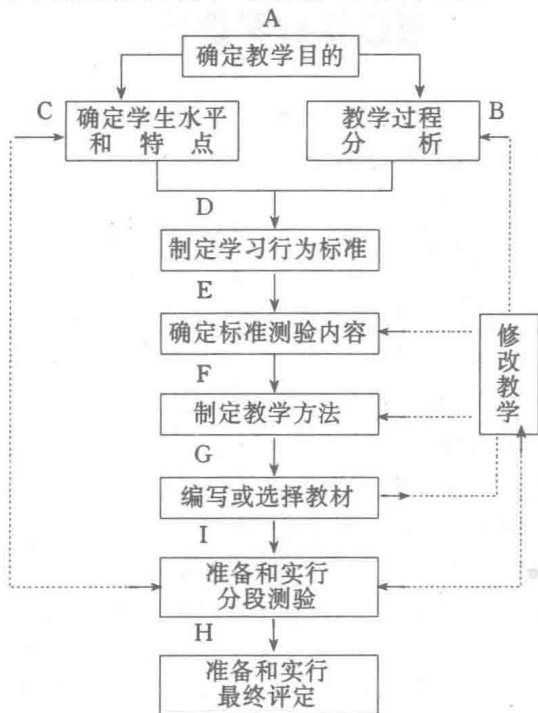 A
确定教学目的
C
确定学生水平
和 特 点
教学过程
分 析
B
D
制定学习行为标准
E
确定标准测验内容
F
制定教学方法
修改教学
G
编写或选择教材
I
准备和实行
分段测验
H
准备和实行
最终评定